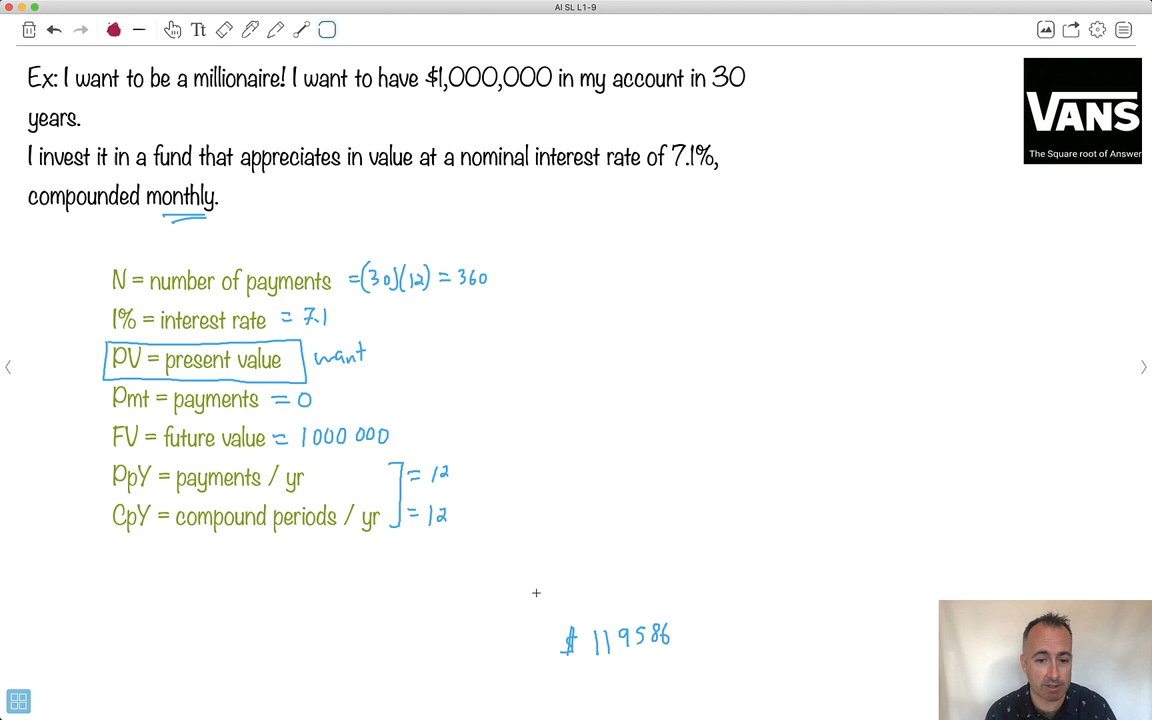 AI SL L1-9
Tt
Ex: I want to be a millionaire! I want to have $1,000,000 in my account in 30
years.
I invest it in a fund that appreciates in value at a nominal interest rate of 7.1%,
compounded monthly.
VANS
The Square root of Answer
N = number of payments =(30)(12) = 360
I% = interest rate = 7.1
PV = present value want
Pmt = payments = 0
FV = future value = 1 000 000
PpY = payments / yr = 12
CpY = compound periods / yr = 12
$ 119586